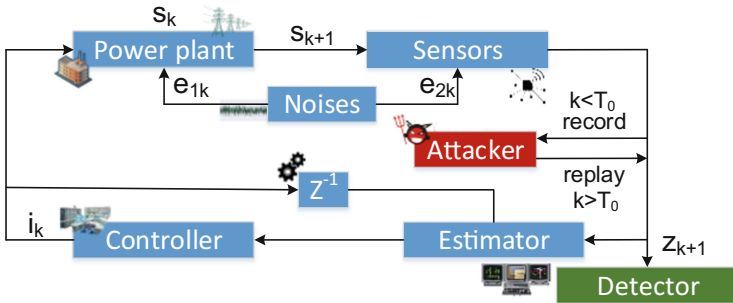 s_k
Power plant
s_{k+1}
Sensors
e_{1k}
Noises
e_{2k}
k<T_0
record
Attacker
replay
k>T_0
Z^{-1}
i_k
Controller
Estimator
z_{k+1}
Detector